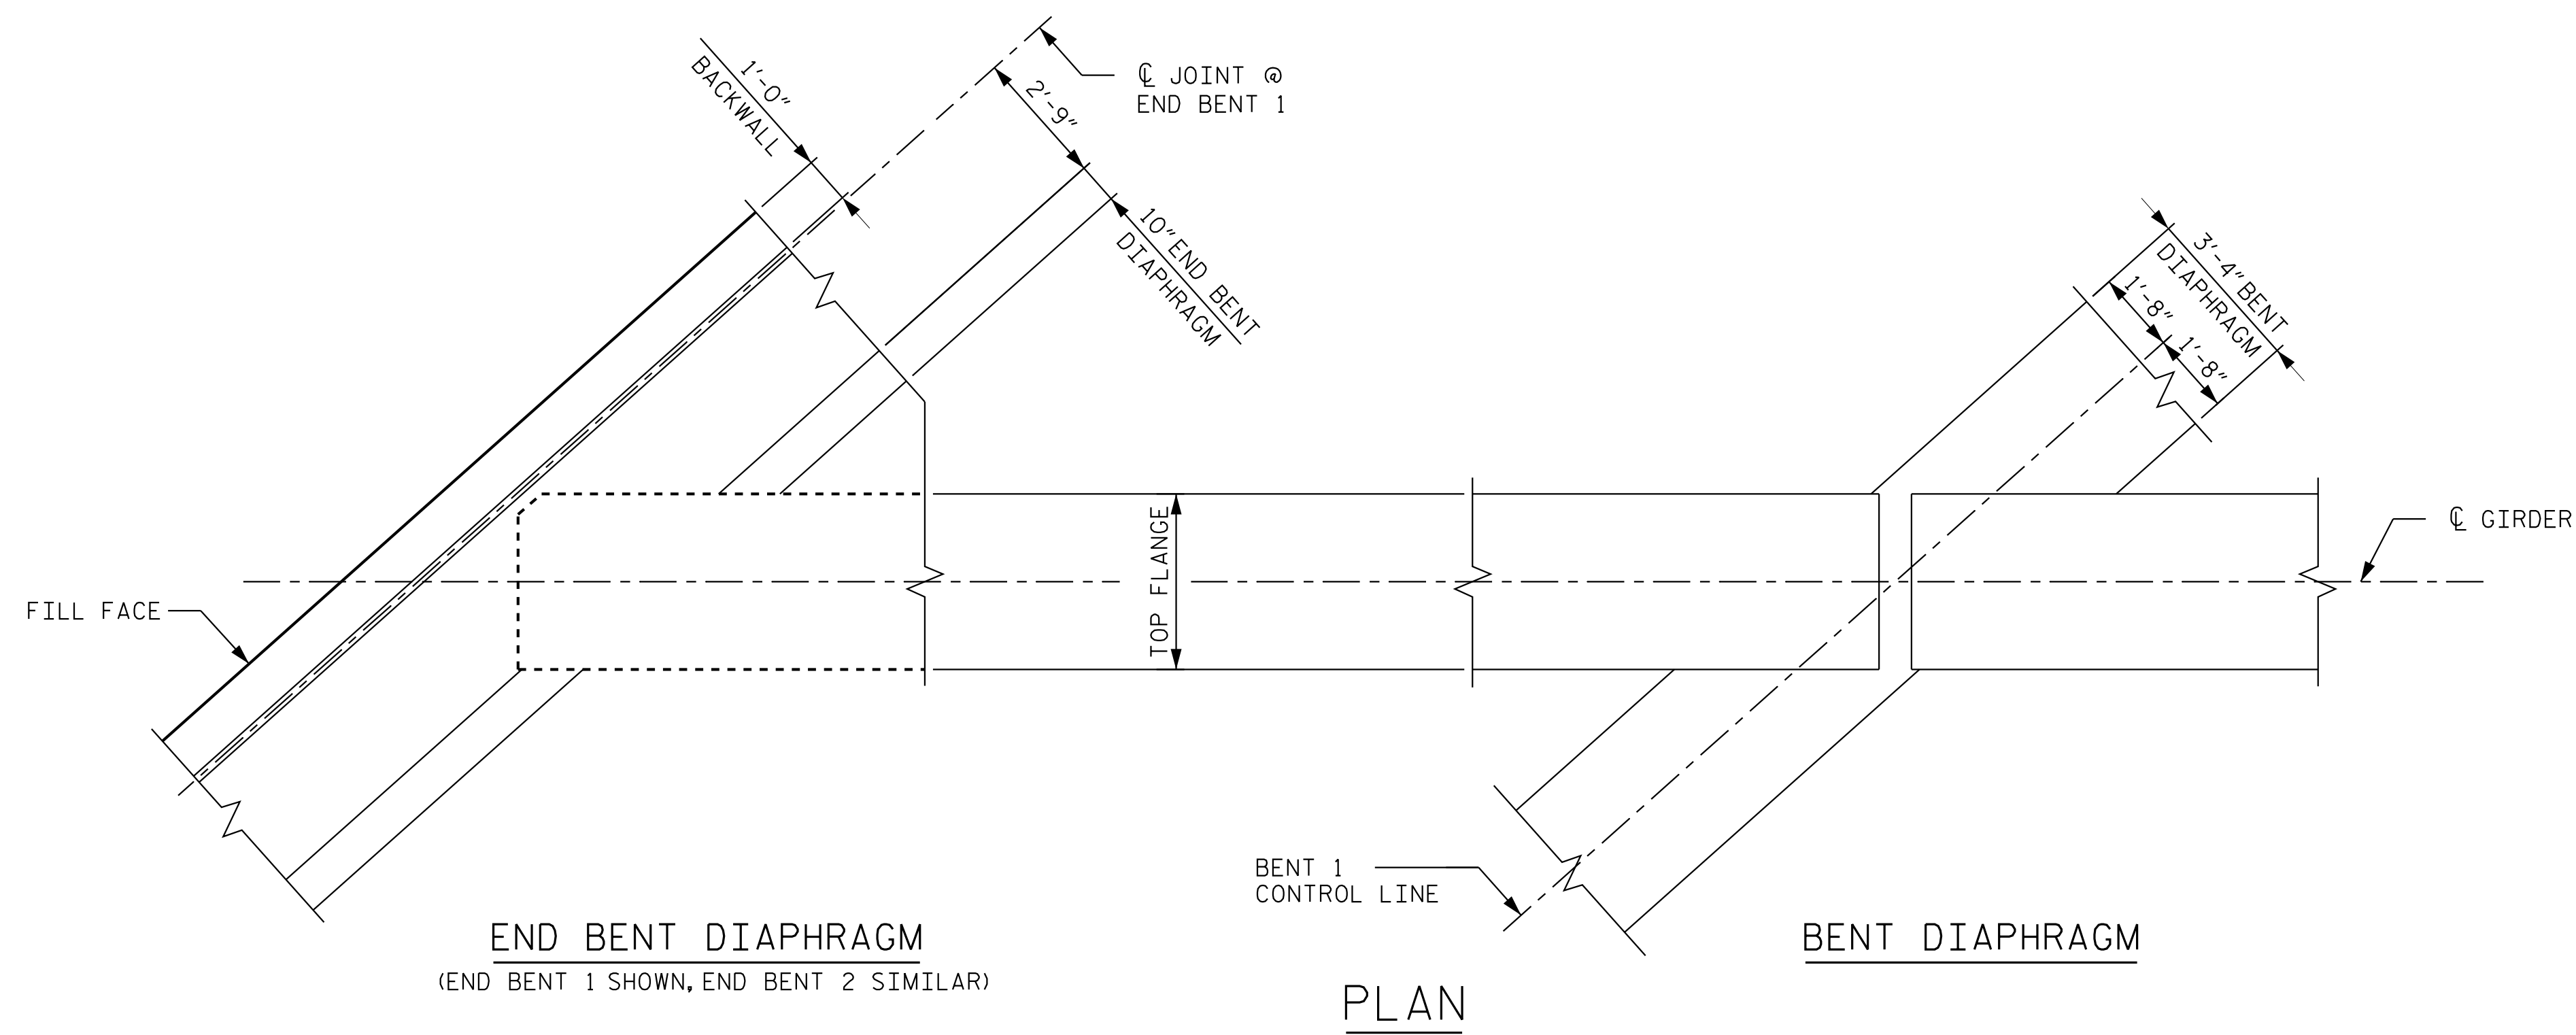 1'-0"
BACKWALL
℄ JOINT @
END BENT 1
2'-9"
10" END BENT
DIAPHRAGM
3'-4" BENT
DIAPHRAGM
1'-8"
1'-8"
TOP FLANGE
℄ GIRDER
FILL FACE
BENT 1
CONTROL LINE
END BENT DIAPHRAGM
(END BENT 1 SHOWN, END BENT 2 SIMILAR)
BENT DIAPHRAGM
PLAN